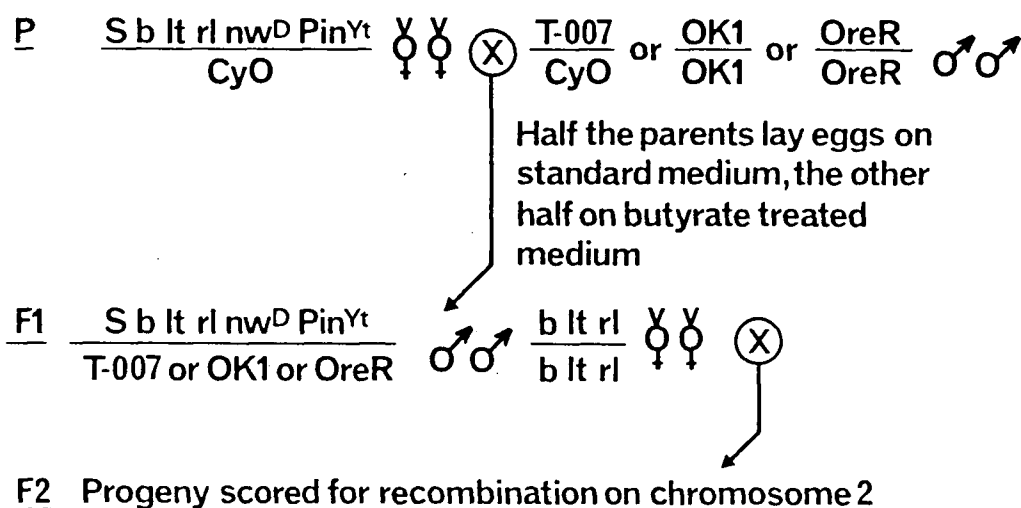 P S b lt rl nwD PinYt / CyO ☿☿ ⊗ T-007 / CyO or OK1 / OK1 or OreR / OreR ♂♂
Half the parents lay eggs on
standard medium, the other
half on butyrate treated
medium
F1 S b lt rl nwD PinYt / T-007 or OK1 or OreR ♂♂ b lt rl / b lt rl ☿☿ ⊗
F2 Progeny scored for recombination on chromosome 2